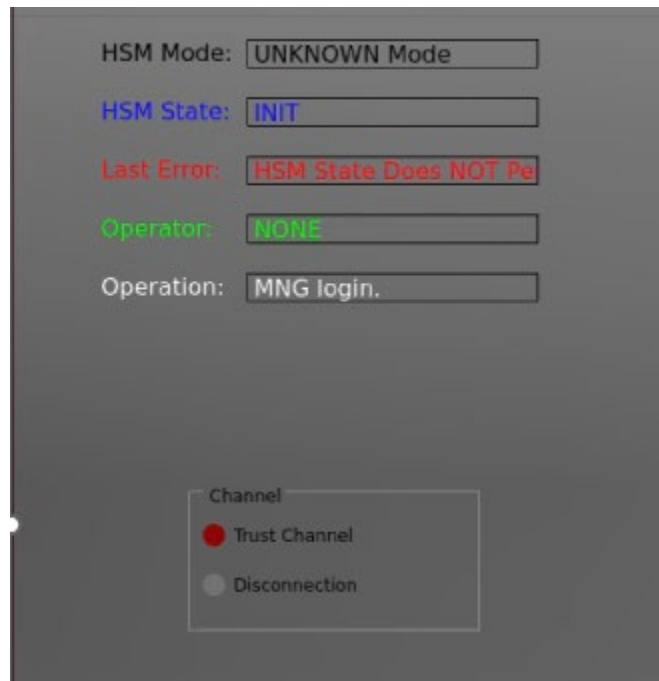 HSM Mode: UNKNOWN Mode
HSM State: INIT
Last Error: HSM State Does NOT Pe
Operator: NONE
Operation: MNG login.
Channel
Trust Channel
Disconnection